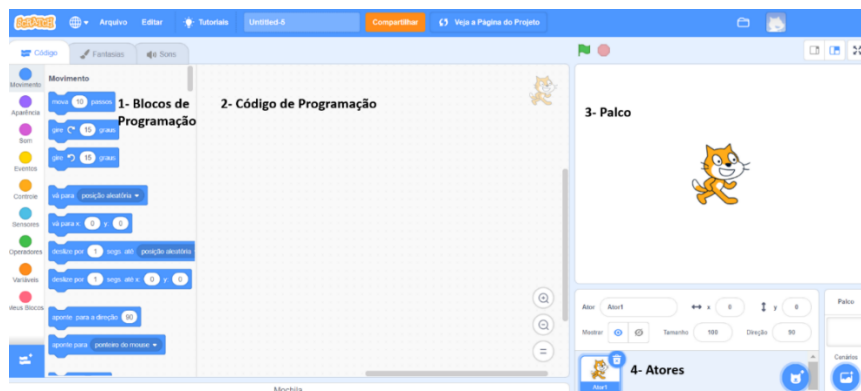 SCRATCH
Arquivo Editar Tutoriais Untitled-6 Compartilhar Veja a Página do Projeto
Código Fantasias Sons
Movimento
Aparência
Som
Eventos
Controle
Sensores
Operadores
Variáveis
Meus Blocos
Movimento
mova 10 passos
gire 15 graus
gire 15 graus
vá para posição aleatória
vá para x: 0 y: 0
deslize por 1 segs. até posição aleatória
deslize por 1 segs. até x: 0 y: 0
aponte para a direção 90
aponte para ponteiro do mouse
1- Blocos de
Programação
2- Código de Programação
3- Palco
Ator Ator1 x 0 y 0
Mostrar Tamanho 100 Direção 90
Ator1
4- Atores
Palco
Cenários
Mochila